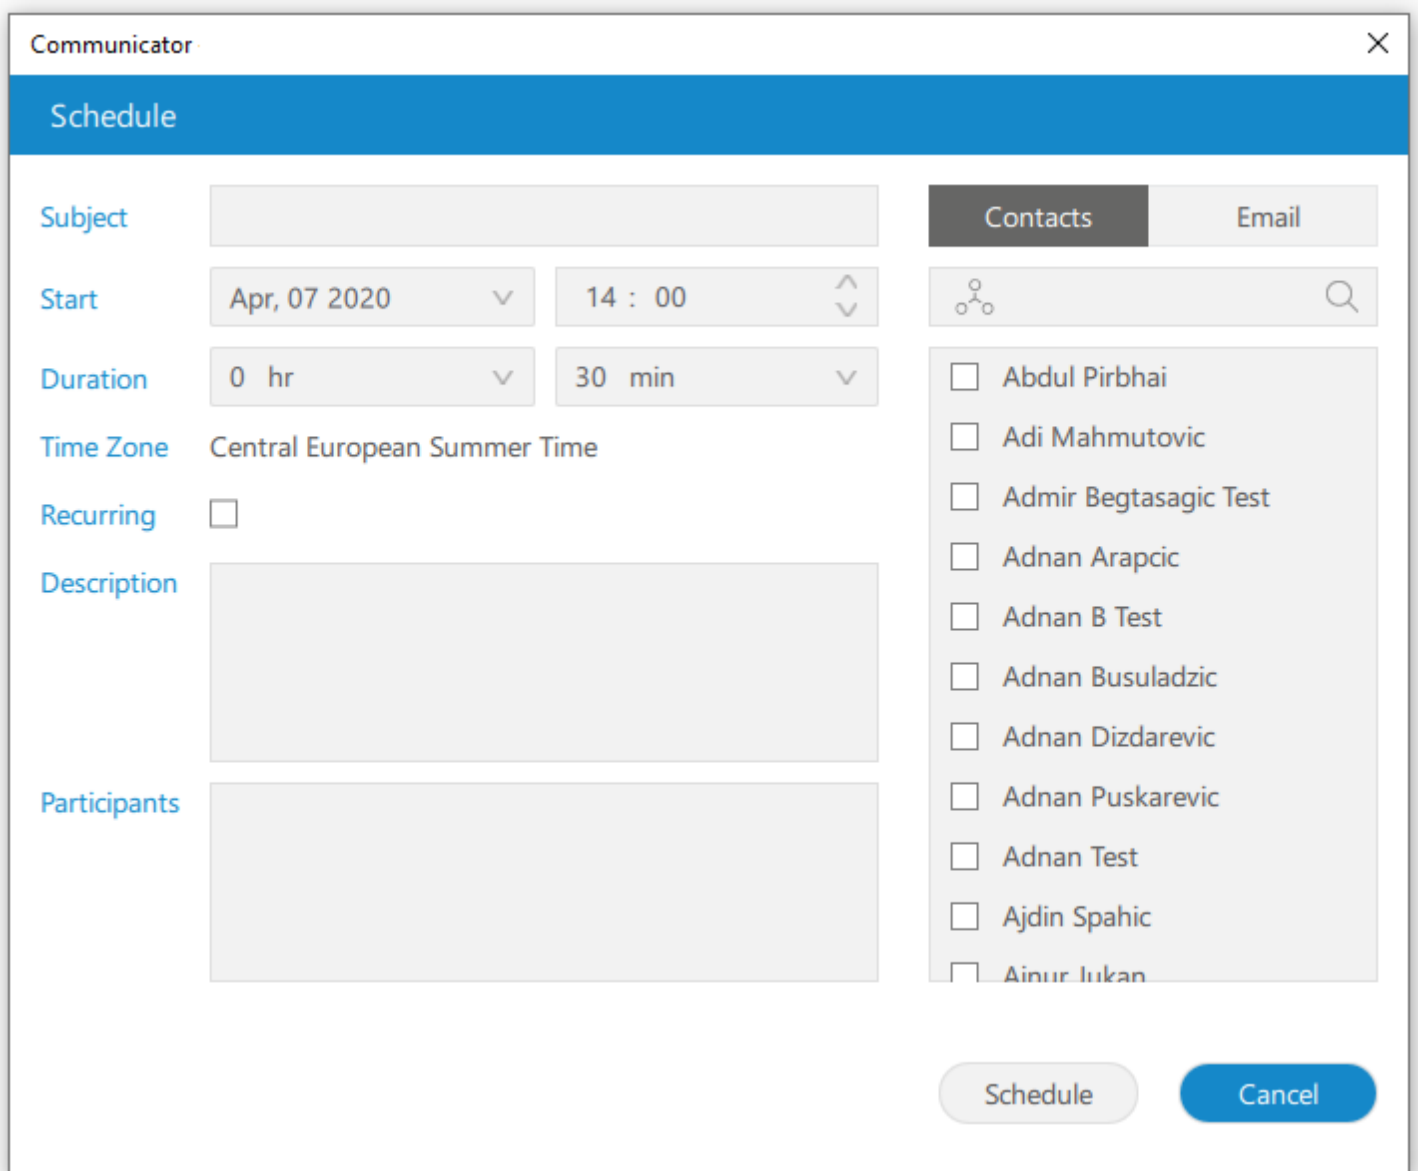 Communicator
Schedule
Subject
Start
Apr, 07 2020
14 : 00
Duration
0 hr
30 min
Time Zone
Central European Summer Time
Recurring
Description
Participants
Contacts
Email
Abdul Pirbhai
Adi Mahmutovic
Admir Begtasagic Test
Adnan Arapcic
Adnan B Test
Adnan Busuladzic
Adnan Dizdarevic
Adnan Puskarevic
Adnan Test
Ajdin Spahic
Ajnur Jukan
Schedule
Cancel